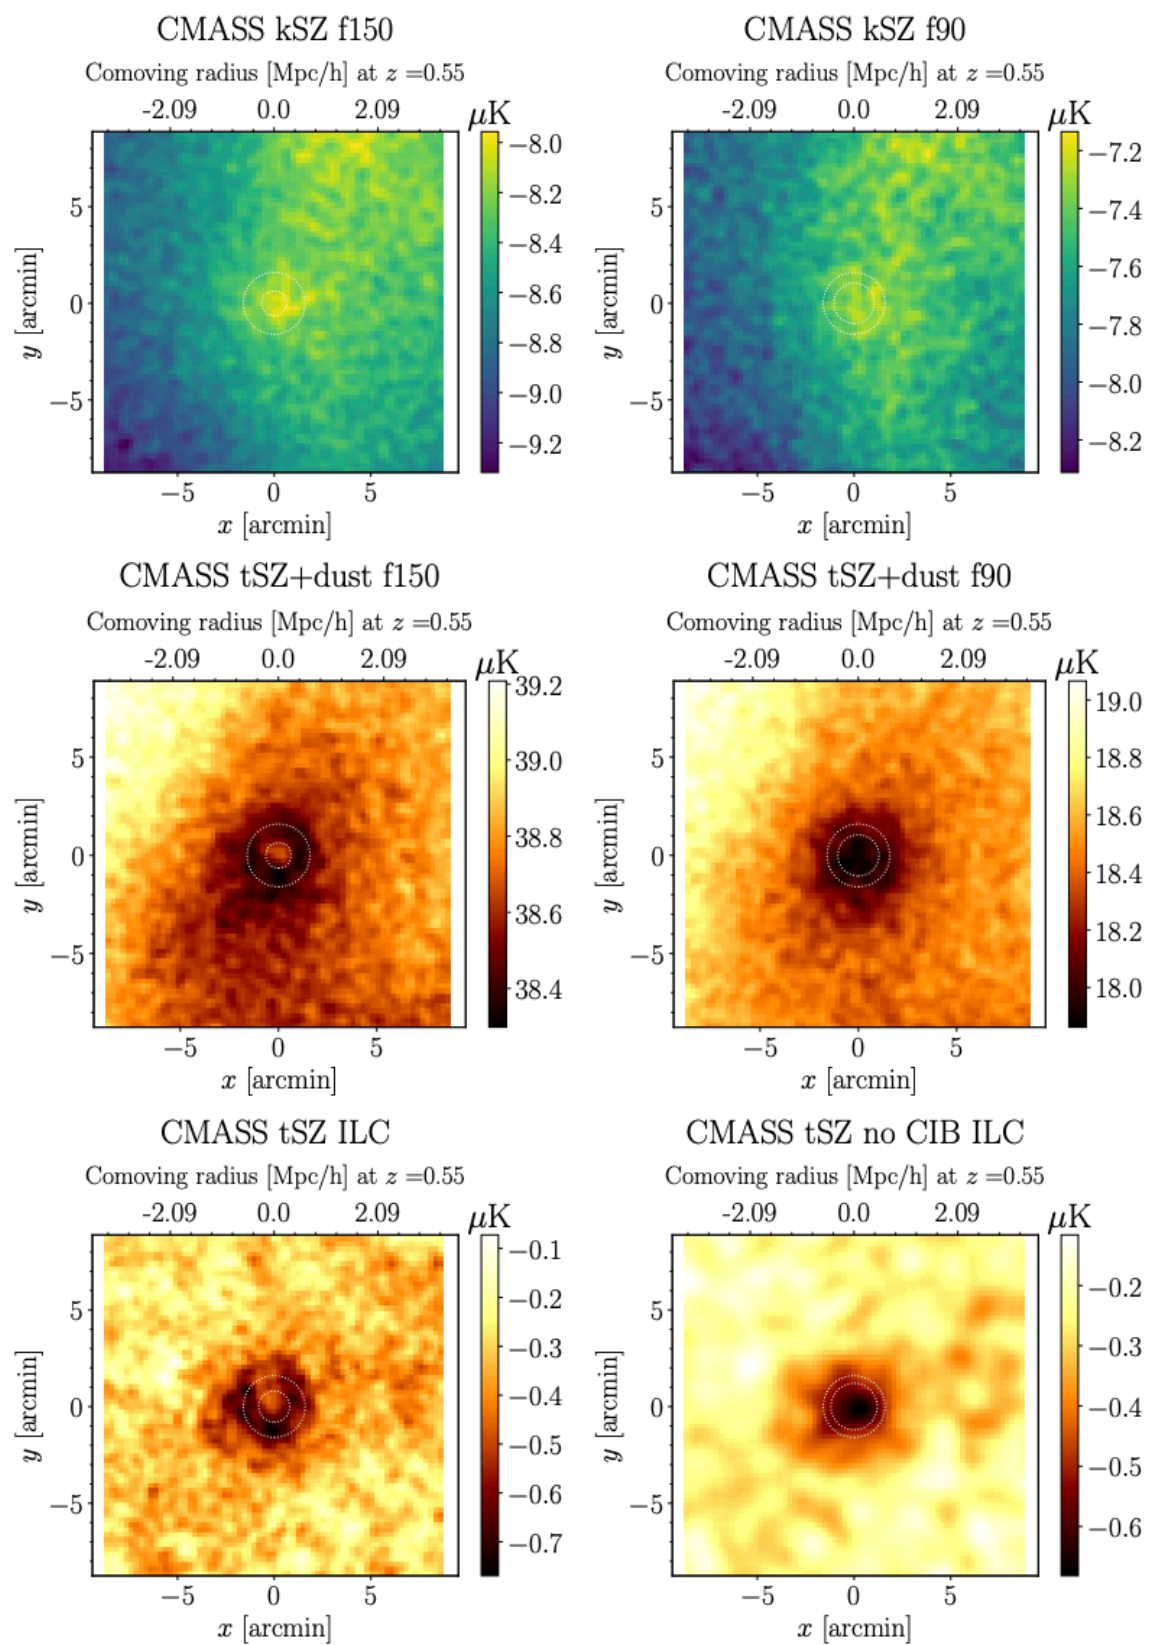 CMASS kSZ f150
Comoving radius [Mpc/h] at z =0.55
-2.09 0.0 2.09 μK
−8.0
−8.2
5
−8.4
y [arcmin]
0
−8.6
−8.8
−5
−9.0
−9.2
−5 0 5
x [arcmin]
CMASS kSZ f90
Comoving radius [Mpc/h] at z =0.55
-2.09 0.0 2.09 μK
−7.2
5
−7.4
−7.6
y [arcmin]
0
−7.8
−5
−8.0
−8.2
−5 0 5
x [arcmin]
CMASS tSZ+dust f150
Comoving radius [Mpc/h] at z =0.55
-2.09 0.0 2.09 μK
39.2
5
39.0
38.8
y [arcmin]
0
38.6
−5
38.4
−5 0 5
x [arcmin]
CMASS tSZ+dust f90
Comoving radius [Mpc/h] at z =0.55
-2.09 0.0 2.09 μK
19.0
5
18.8
18.6
y [arcmin]
0
18.4
18.2
−5
18.0
−5 0 5
x [arcmin]
CMASS tSZ ILC
Comoving radius [Mpc/h] at z =0.55
-2.09 0.0 2.09 μK
−0.1
−0.2
5
−0.3
y [arcmin]
0
−0.4
−0.5
−5
−0.6
−0.7
−5 0 5
x [arcmin]
CMASS tSZ no CIB ILC
Comoving radius [Mpc/h] at z =0.55
-2.09 0.0 2.09 μK
−0.2
5
−0.3
y [arcmin]
0
−0.4
−0.5
−5
−0.6
−5 0 5
x [arcmin]